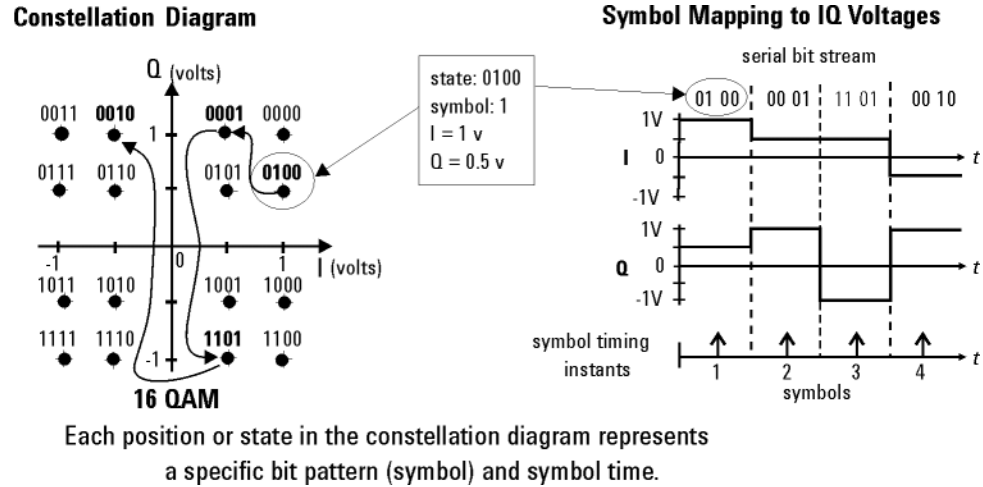 Constellation Diagram
Q (volts)
0011 0010 0001 0000
1
0111 0110 0101 0100
-1 0 1 I (volts)
1011 1010 1001 1000
1111 1110 1101 1100
-1
16 QAM
state: 0100
symbol: 1
I = 1 v
Q = 0.5 v
Symbol Mapping to IQ Voltages
serial bit stream
01 00 00 01 11 01 00 10
1V
I 0 t
-1V
1V
Q 0 t
-1V
symbol timing
instants
t
1 2 3 4
symbols
Each position or state in the constellation diagram represents
a specific bit pattern (symbol) and symbol time.